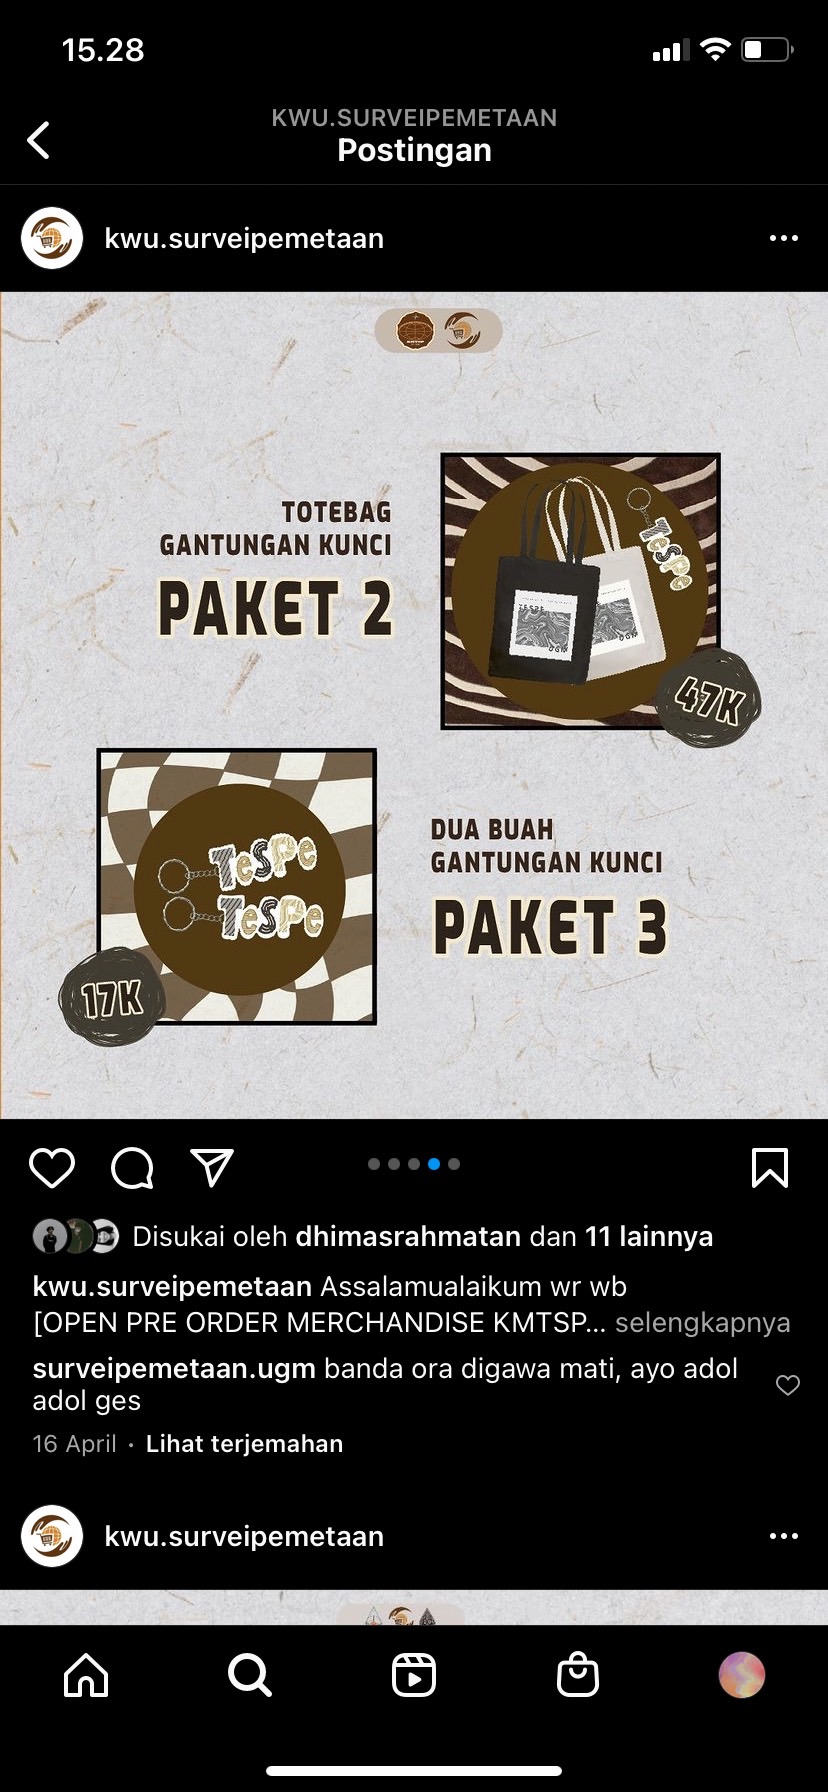 15.28
KWU.SURVEIPEMETAAN
Postingan
kwu.surveipemetaan
TOTEBAG
GANTUNGAN KUNCI
PAKET 2
TeSPe
TESPE
UGM
47K
TeSPe
TeSPe
17K
DUA BUAH
GANTUNGAN KUNCI
PAKET 3
Disukai oleh dhimasrahmatan dan 11 lainnya
kwu.surveipemetaan Assalamualaikum wr wb
[OPEN PRE ORDER MERCHANDISE KMTSP... selengkapnya
surveipemetaan.ugm banda ora digawa mati, ayo adol
adol ges
16 April · Lihat terjemahan
kwu.surveipemetaan